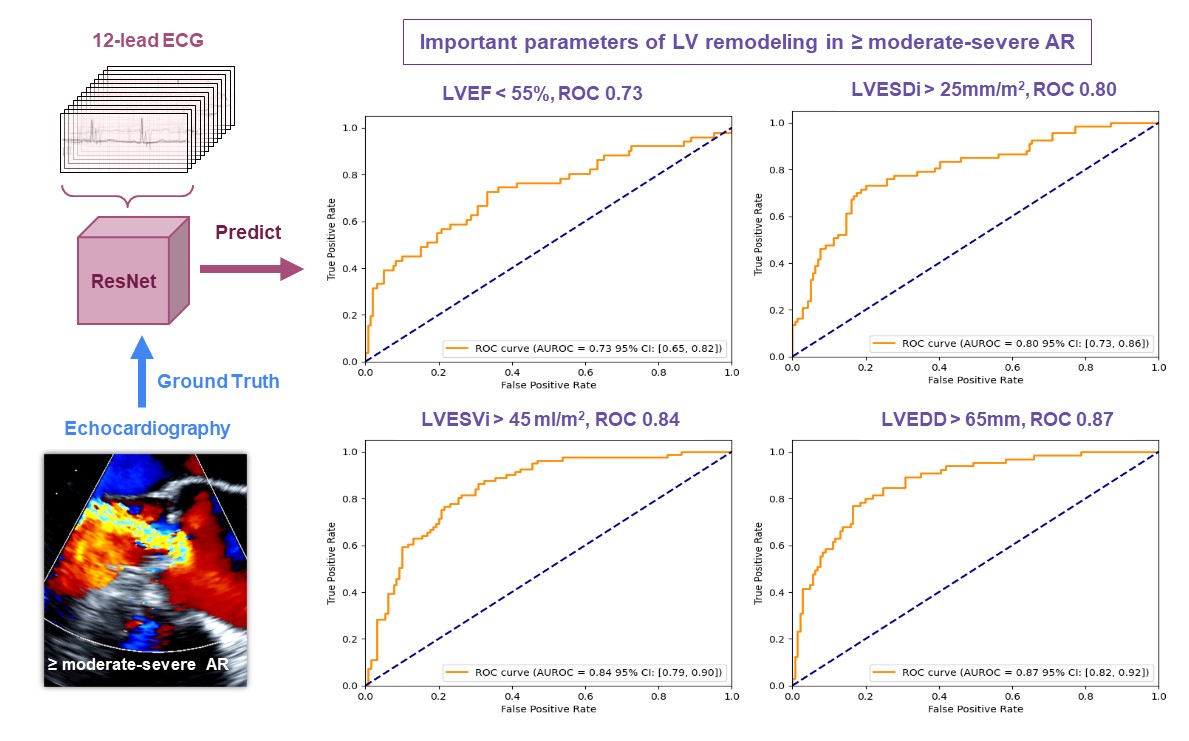 12-lead ECG
ResNet
Predict
Ground Truth
Echocardiography
≥ moderate-severe AR
Important parameters of LV remodeling in ≥ moderate-severe AR
LVEF < 55%, ROC 0.73
True Positive Rate
1.0
0.8
0.6
0.4
0.2
0.0
ROC curve (AUROC = 0.73 95% CI: [0.65, 0.82])
0.0 0.2 0.4 0.6 0.8 1.0
False Positive Rate
LVESDi > 25mm/m², ROC 0.80
True Positive Rate
1.0
0.8
0.6
0.4
0.2
0.0
ROC curve (AUROC = 0.80 95% CI: [0.73, 0.86])
0.0 0.2 0.4 0.6 0.8 1.0
False Positive Rate
LVESVi > 45 ml/m², ROC 0.84
True Positive Rate
1.0
0.8
0.6
0.4
0.2
0.0
ROC curve (AUROC = 0.84 95% CI: [0.79, 0.90])
0.0 0.2 0.4 0.6 0.8 1.0
False Positive Rate
LVEDD > 65mm, ROC 0.87
True Positive Rate
1.0
0.8
0.6
0.4
0.2
0.0
ROC curve (AUROC = 0.87 95% CI: [0.82, 0.92])
0.0 0.2 0.4 0.6 0.8 1.0
False Positive Rate